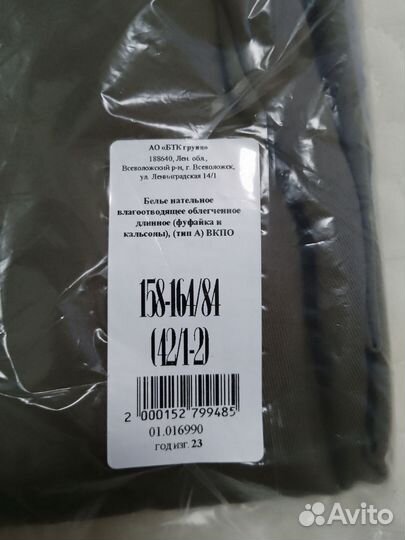 АО «БТК групп»
188640, Лен. обл.,
Всеволожский р-н, г. Всеволожск,
ул. Ленинградская 14/1
Белье нательное
влагоотводящее облегченное
длинное (фуфайка и
кальсоны), (тип А) ВКПО
158-164/84
(42/1-2)
2 000152 799485
01.016990
ГОД ИЗГ. 23
Avito